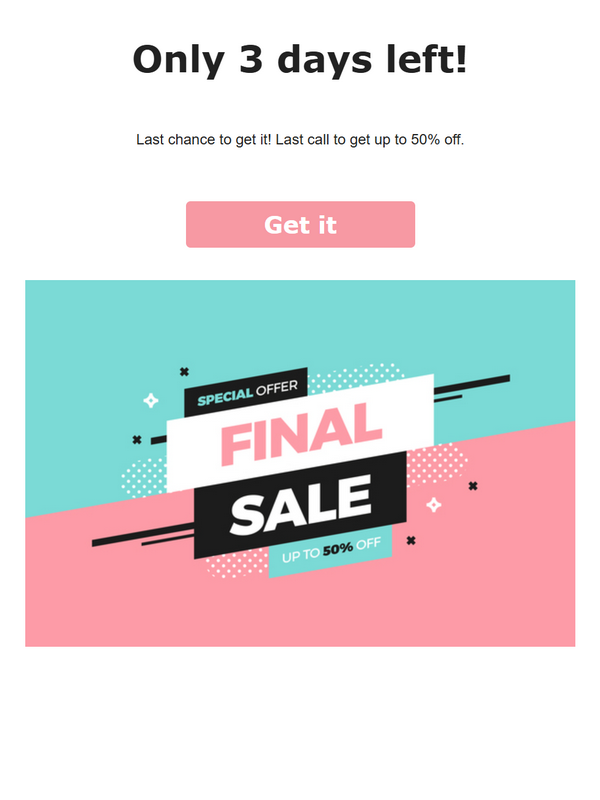 Only 3 days left!
Last chance to get it! Last call to get up to 50% off.
Get it
SPECIAL OFFER
FINAL
SALE
UP TO 50% OFF